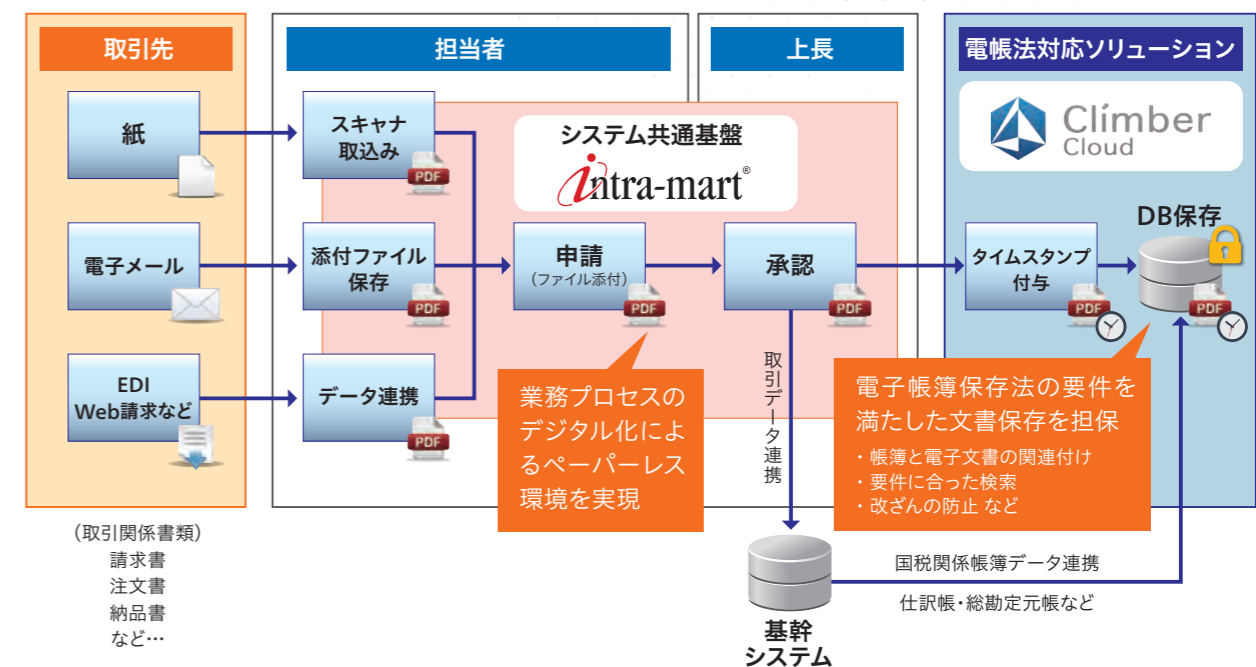 取引先
担当者
上長
電帳法対応ソリューション
紙
電子メール
EDI
Web請求など
スキャナ
取込み
PDF
添付ファイル
保存
PDF
データ連携
PDF
システム共通基盤
intra-mart®
申請
(ファイル添付)
PDF
承認
PDF
Climber
Cloud
タイムスタンプ
付与
PDF
DB保存
PDF
業務プロセスの
デジタル化によ
るペーパーレス
環境を実現
取引データ連携
電子帳簿保存法の要件を
満たした文書保存を担保
・帳簿と電子文書の関連付け
・要件に合った検索
・改ざんの防止 など
(取引関係書類)
請求書
注文書
納品書
など…
基幹
システム
国税関係帳簿データ連携
仕訳帳・総勘定元帳など